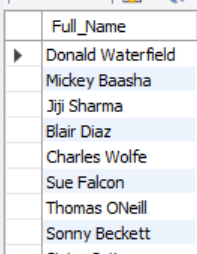 Full_Name
Donald Waterfield
Mickey Baasha
Jiji Sharma
Blair Diaz
Charles Wolfe
Sue Falcon
Thomas ONeill
Sonny Beckett